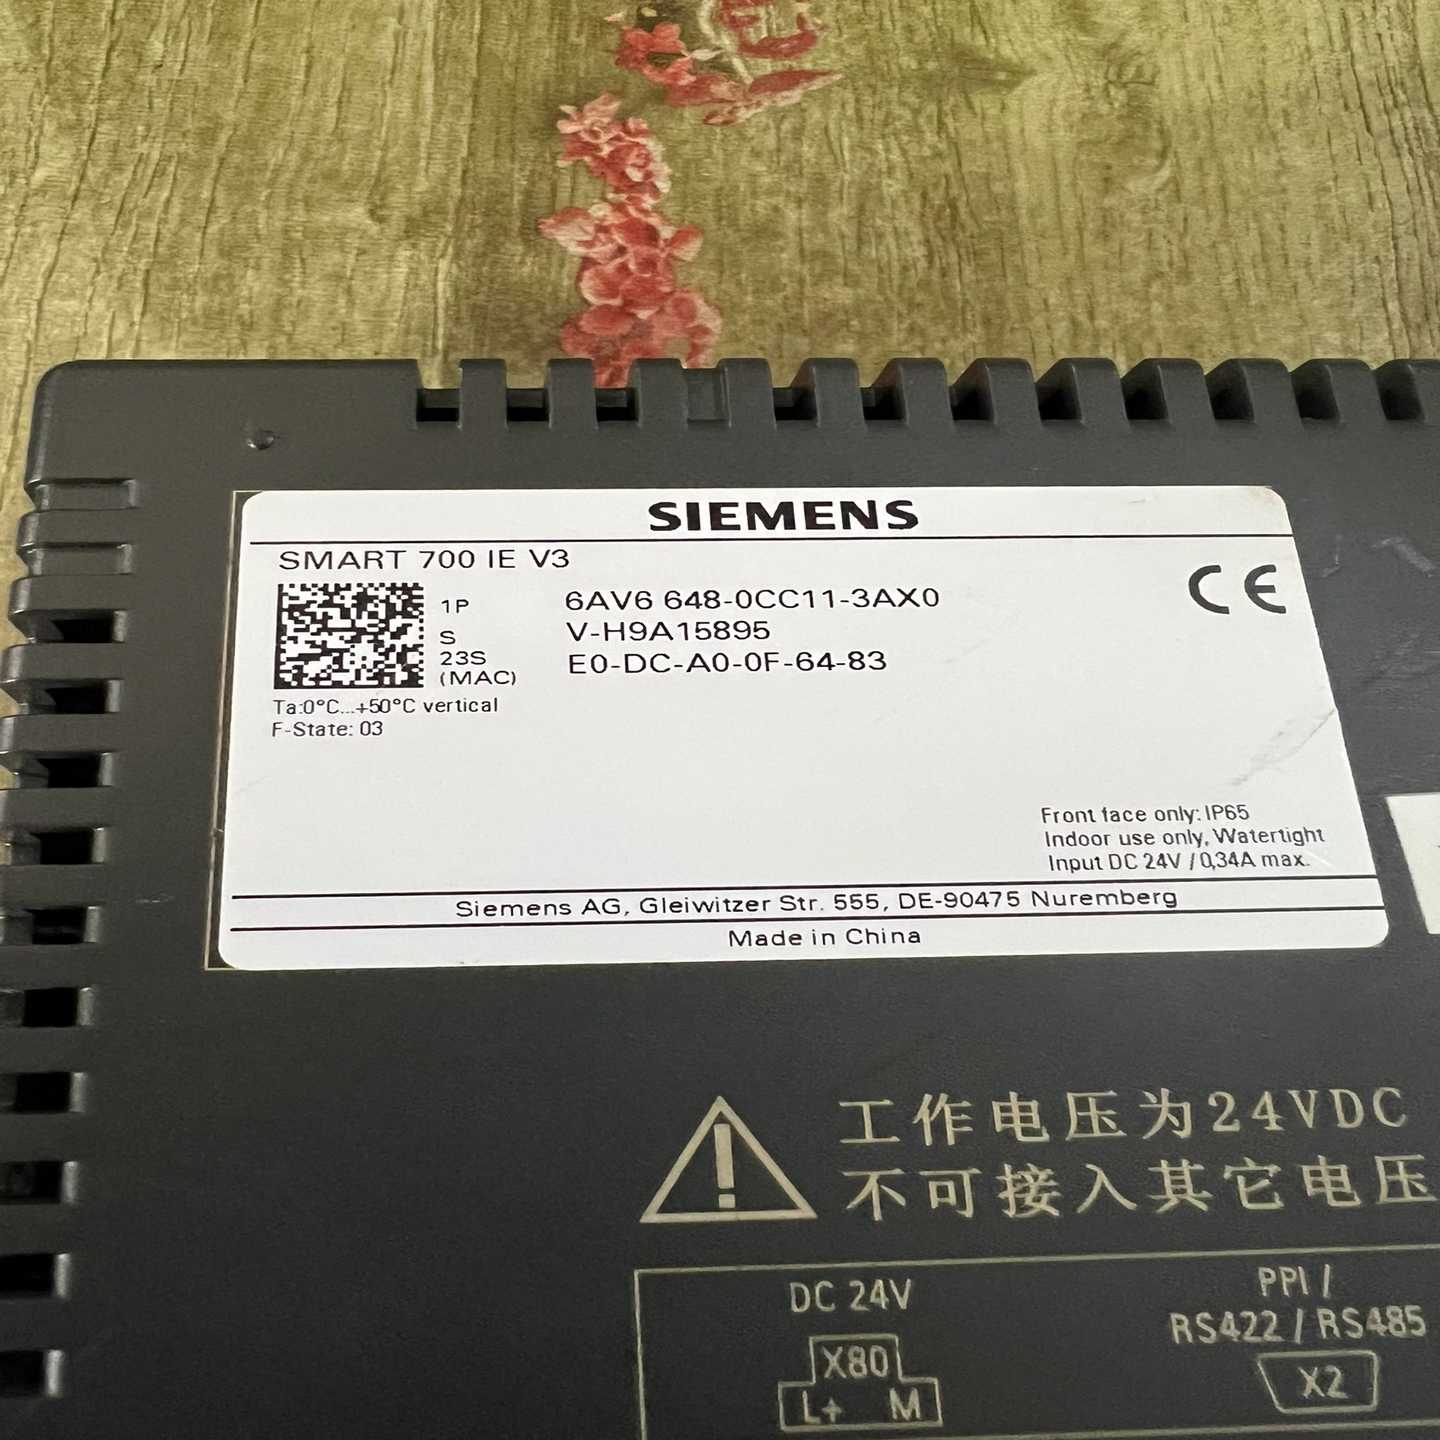 SIEMENS
SMART 700 IE V3
1P 6AV6 648-0CC11-3AX0
S V-H9A15895
23S E0-DC-A0-0F-64-83
(MAC)
Ta:0°C...+50°C vertical
F-State: 03
CE
Front face only: IP65
Indoor use only, Watertight
Input DC 24V / 0,34A max.
Siemens AG, Gleiwitzer Str. 555, DE-90475 Nuremberg
Made in China
工作电压为24VDC
不可接入其它电压
DC 24V
PPI /
RS422 / RS485
X80
L+ M
X2